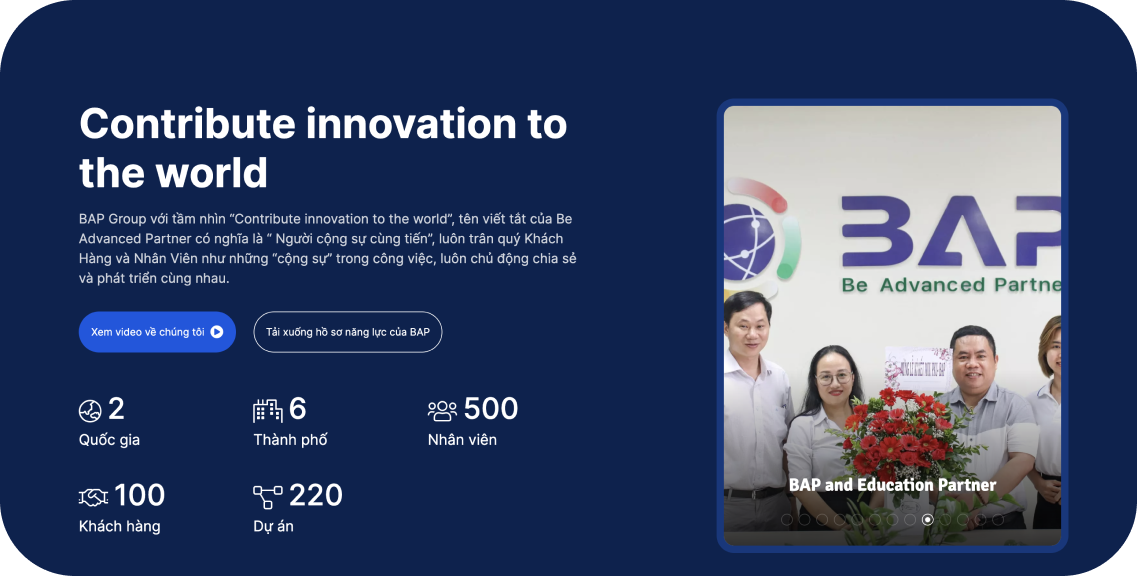 Contribute innovation to
the world
BAP Group với tầm nhìn “Contribute innovation to the world”, tên viết tắt của Be
Advanced Partner có nghĩa là “ Người cộng sự cùng tiến”, luôn trân quý Khách
Hàng và Nhân Viên như những “cộng sự” trong công việc, luôn chủ động chia sẻ
và phát triển cùng nhau.
Xem video về chúng tôi
Tải xuống hồ sơ năng lực của BAP
2
Quốc gia
6
Thành phố
500
Nhân viên
100
Khách hàng
220
Dự án
BAP
Be Advanced Partne
BAP and Education Partner